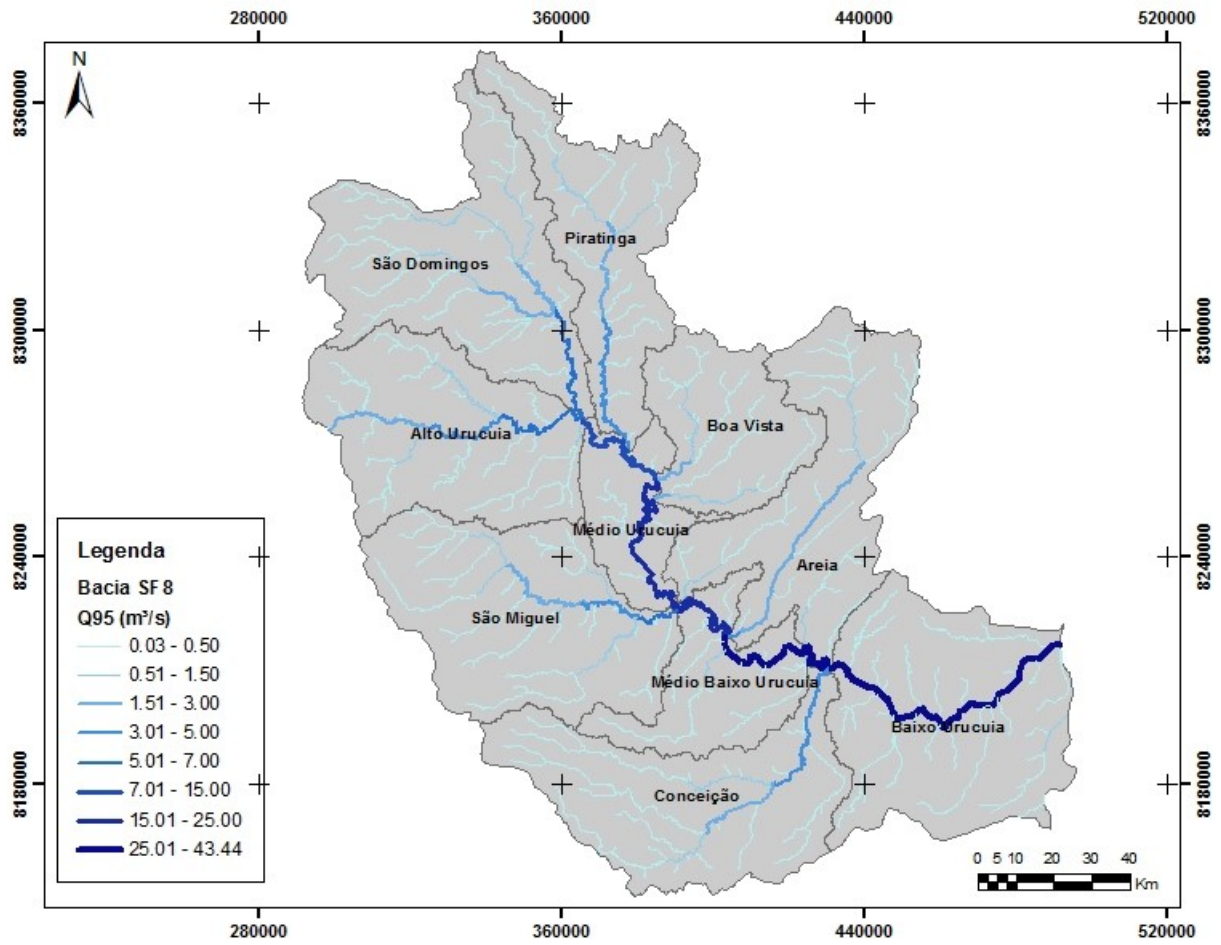 280000 360000 440000 520000
N
8360000 8360000
Piratinga
São Domingos
8300000 8300000
Boa Vista
Alto Urucuia
Médio Urucuia
8240000 8240000
Areia
São Miguel
Médio Baixo Urucuia
Baixo Urucuia
8180000 8180000
Conceição
Legenda
Bacia SF8
Q95 (m³/s)
0.03 - 0.50
0.51 - 1.50
1.51 - 3.00
3.01 - 5.00
5.01 - 7.00
7.01 - 15.00
15.01 - 25.00
25.01 - 43.44
0 5 10 20 30 40
Km
280000 360000 440000 520000